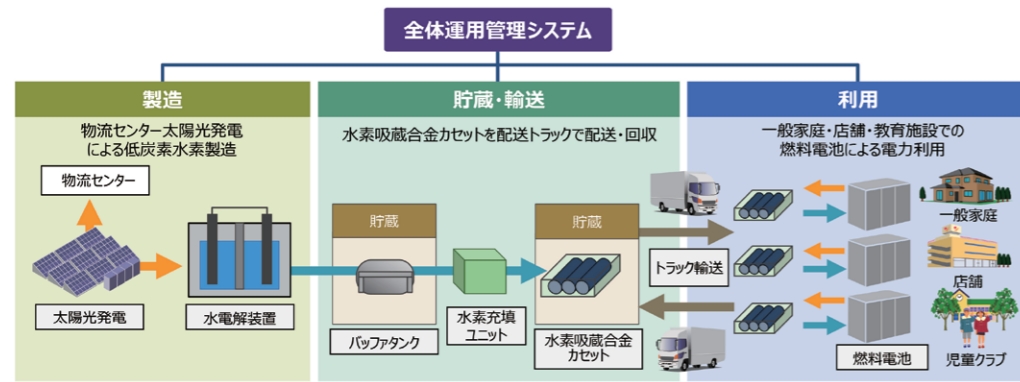 全体運用管理システム
製造
物流センター太陽光発電
による低炭素水素製造
物流センター
太陽光発電
水電解装置
貯蔵・輸送
水素吸蔵合金カセットを配送トラックで配送・回収
貯蔵
バッファタンク
水素充填
ユニット
貯蔵
水素吸蔵合金
カセット
トラック輸送
利用
一般家庭・店舗・教育施設での
燃料電池による電力利用
一般家庭
店舗
児童クラブ
燃料電池